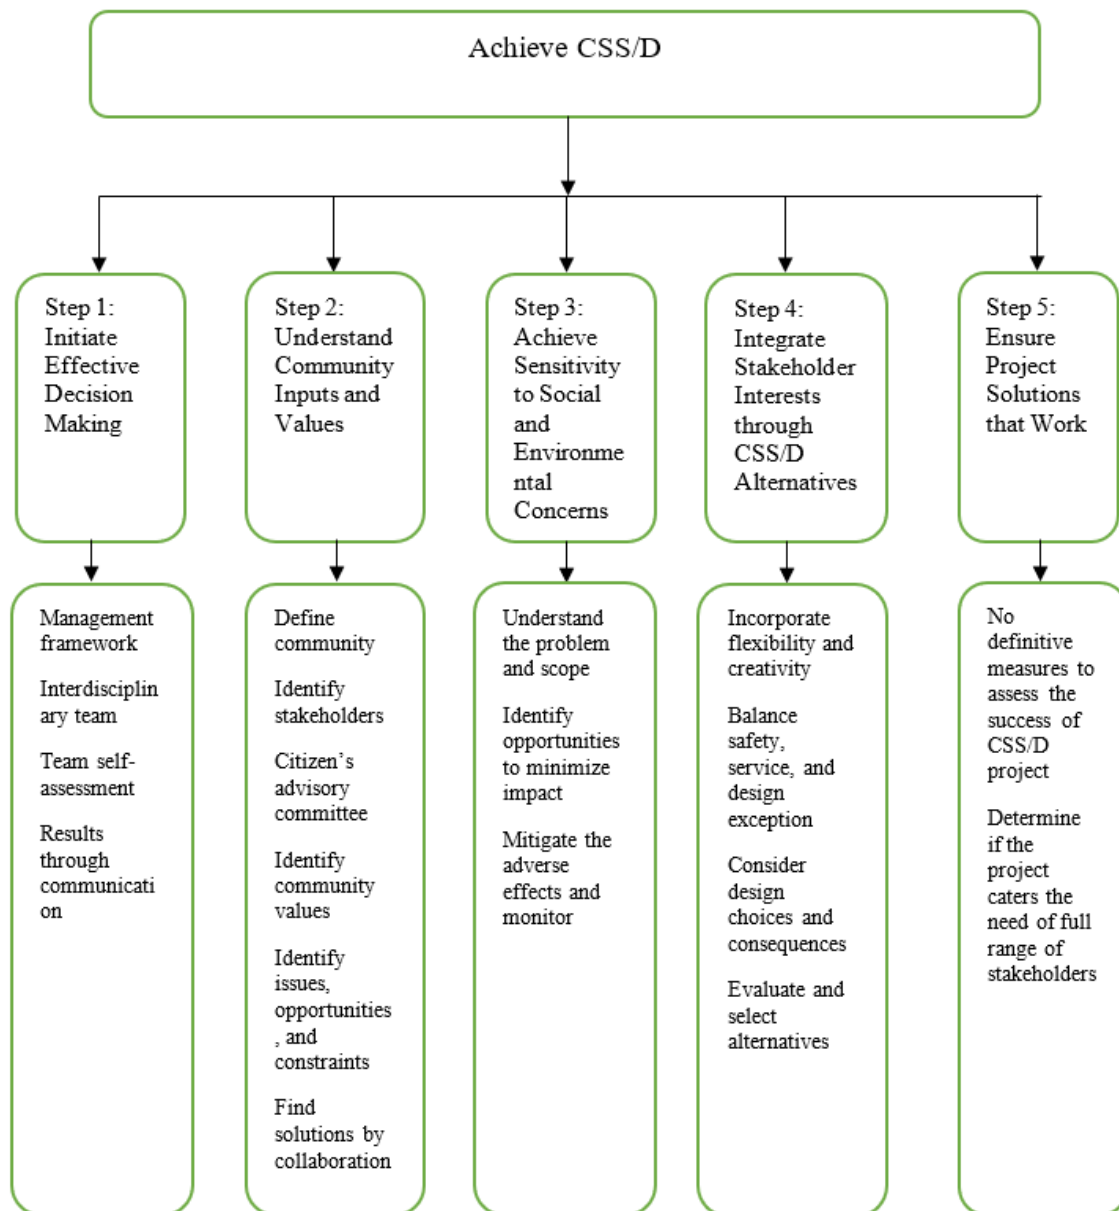 Achieve CSS/D
Step 1:
Initiate
Effective
Decision
Making
Step 2:
Understand
Community
Inputs and
Values
Step 3:
Achieve
Sensitivity
to Social
and
Environme
ntal
Concerns
Step 4:
Integrate
Stakeholder
Interests
through
CSS/D
Alternatives
Step 5:
Ensure
Project
Solutions
that Work
Management
framework
Interdisciplin
ary team
Team self-
assessment
Results
through
communicati
on
Define
community
Identify
stakeholders
Citizen’s
advisory
committee
Identify
community
values
Identify
issues,
opportunities
, and
constraints
Find
solutions by
collaboration
Understand
the problem
and scope
Identify
opportunities
to minimize
impact
Mitigate the
adverse
effects and
monitor
Incorporate
flexibility and
creativity
Balance
safety,
service, and
design
exception
Consider
design
choices and
consequences
Evaluate and
select
alternatives
No
definitive
measures to
assess the
success of
CSS/D
project
Determine
if the
project
caters the
need of full
range of
stakeholders